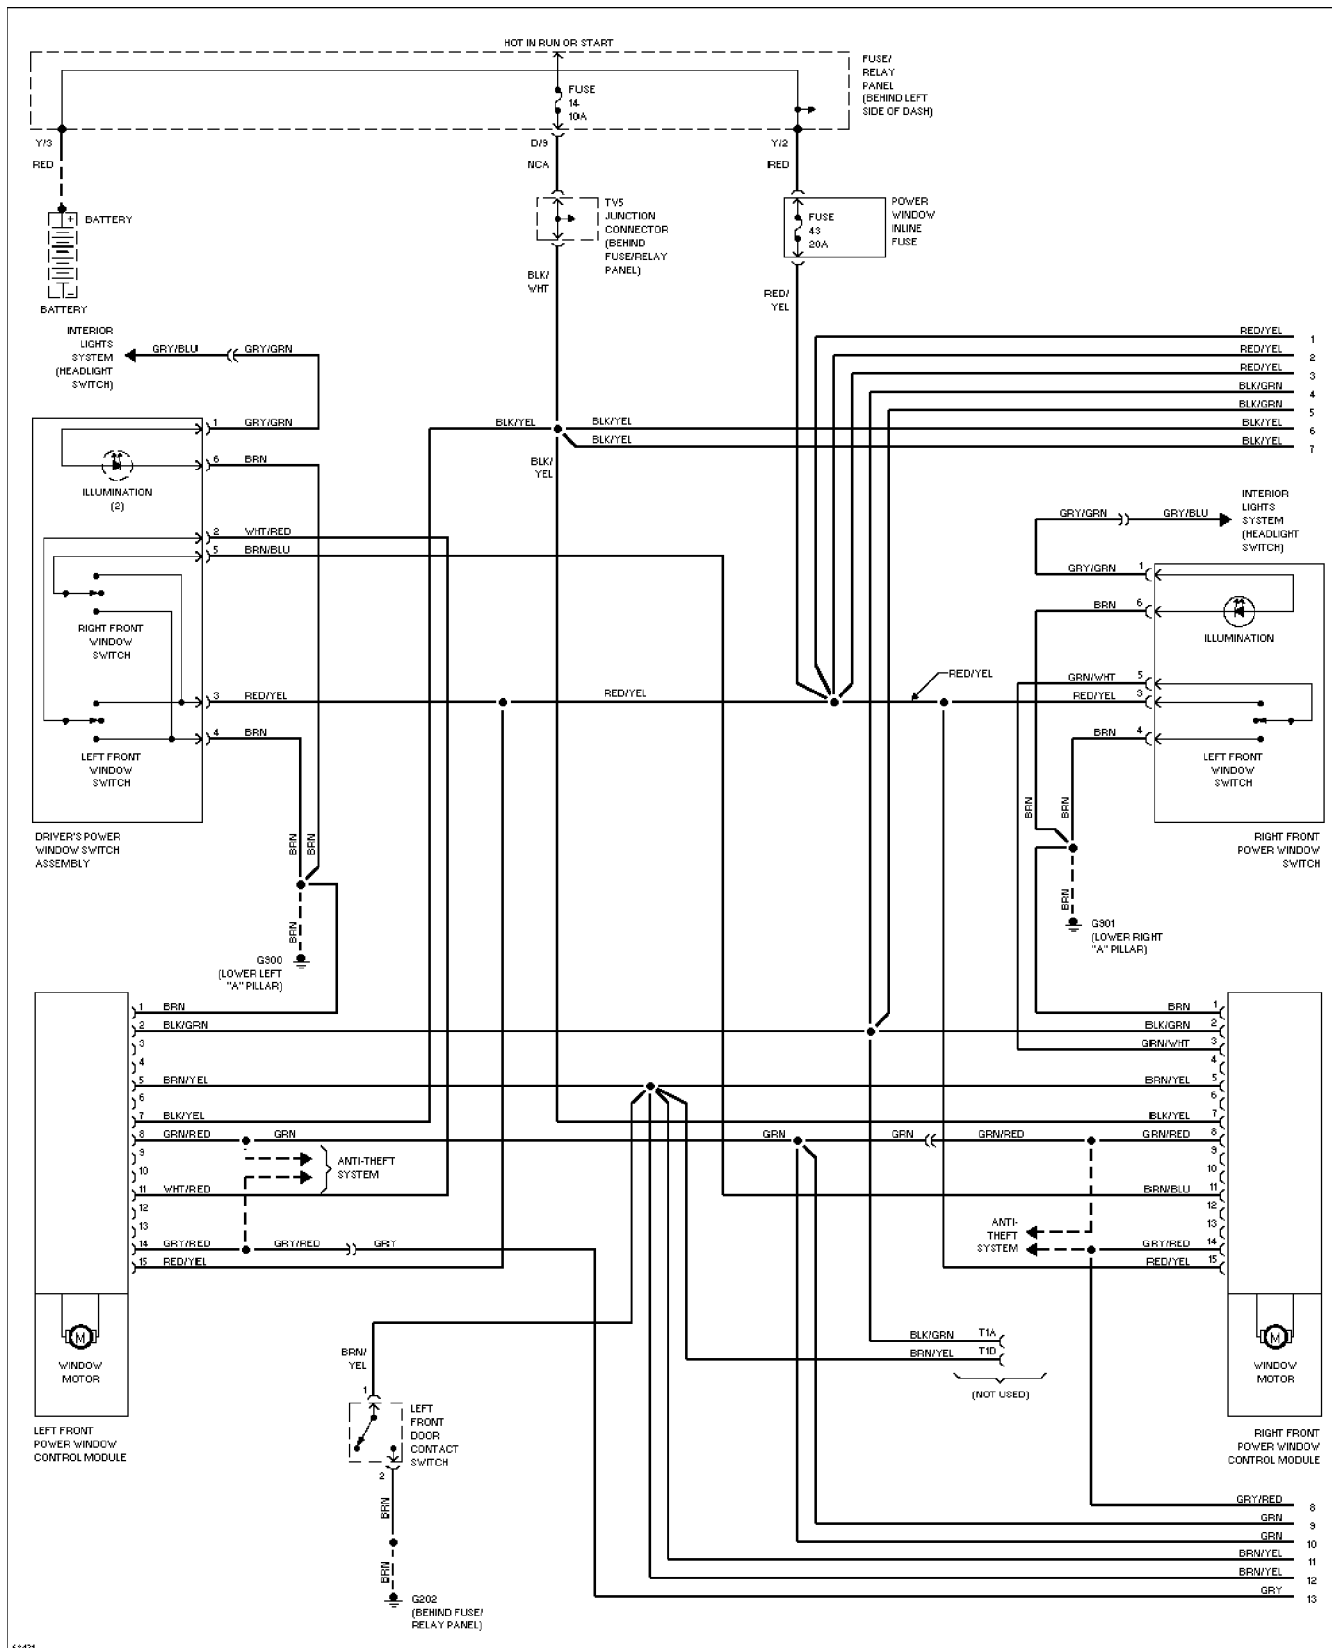 HOT IN RUN OR START
FUSE/
RELAY
PANEL
(BEHIND LEFT
SIDE OF DASH)
FUSE
14
10A
Y/3
D/9
Y/2
RED
NCA
RED
BATTERY
+
-
BATTERY
TV5
JUNCTION
CONNECTOR
(BEHIND
FUSE/RELAY
PANEL)
FUSE
43
20A
POWER
WINDOW
INLINE
FUSE
BLK/
WHT
RED/
YEL
INTERIOR
LIGHTS
SYSTEM
(HEADLIGHT
SWITCH)
GRY/BLU
GRY/GRN
RED/YEL 1
RED/YEL 2
RED/YEL 3
BLK/GRN 4
BLK/GRN 5
BLK/YEL BLK/YEL BLK/YEL 6
BLK/YEL BLK/YEL 7
BLK/
YEL
1 GRY/GRN
6 BRN
ILLUMINATION
(2)
2 WHT/RED
5 BRN/BLU
RIGHT FRONT
WINDOW
SWITCH
3 RED/YEL
RED/YEL
RED/YEL
4 BRN
LEFT FRONT
WINDOW
SWITCH
DRIVER'S POWER
WINDOW SWITCH
ASSEMBLY
BRN
BRN
BRN
G900
(LOWER LEFT
"A" PILLAR)
GRY/GRN
GRY/BLU
INTERIOR
LIGHTS
SYSTEM
(HEADLIGHT
SWITCH)
GRY/GRN 1
BRN 6
ILLUMINATION
GRN/WHT 5
RED/YEL 3
BRN 4
LEFT FRONT
WINDOW
SWITCH
RIGHT FRONT
POWER WINDOW
SWITCH
BRN
BRN
BRN
G901
(LOWER RIGHT
"A" PILLAR)
1 BRN
2 BLK/GRN
3
4
5 BRN/YEL
6
7 BLK/YEL
8 GRN/RED GRN
9
10
11 WHT/RED
12
13
14 GRY/RED GRY/RED GRY
15 RED/YEL
ANTI-THEFT
SYSTEM
GRN
GRN
GRN/RED
BRN 1
BLK/GRN 2
GRN/WHT 3
4
BRN/YEL 5
6
BLK/YEL 7
GRN/RED 8
9
10
BRN/BLU 11
12
13
GRY/RED 14
RED/YEL 15
ANTI-
THEFT
SYSTEM
M
WINDOW
MOTOR
LEFT FRONT
POWER WINDOW
CONTROL MODULE
BRN/
YEL
1
LEFT
FRONT
DOOR
CONTACT
SWITCH
2
BRN
BRN
G202
(BEHIND FUSE/
RELAY PANEL)
BLK/GRN T1A
BRN/YEL T1D
(NOT USED)
M
WINDOW
MOTOR
RIGHT FRONT
POWER WINDOW
CONTROL MODULE
GRY/RED 8
GRN 9
GRN 10
BRN/YEL 11
BRN/YEL 12
GRY 13